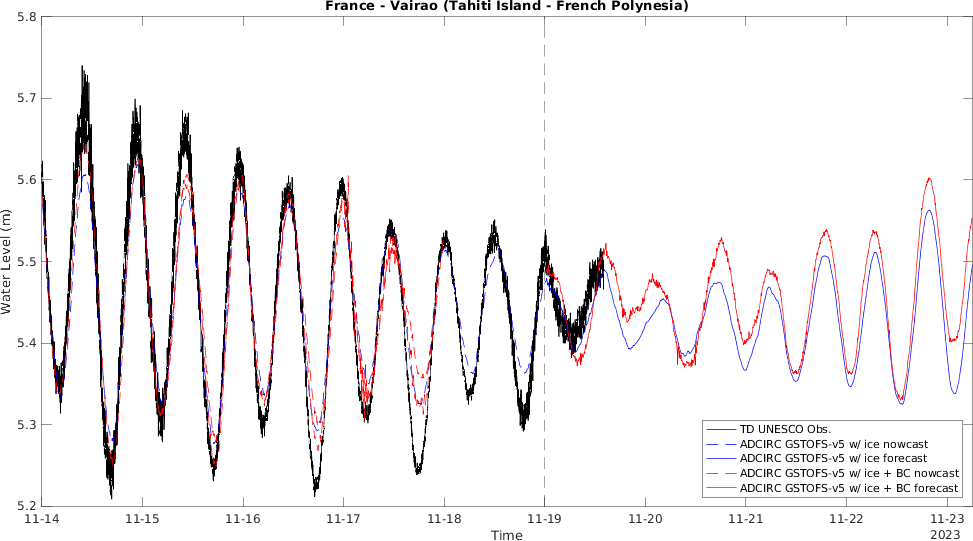 France - Vairao (Tahiti Island - French Polynesia)
5.8
5.7
5.6
5.5
5.4
5.3
5.2
Water Level (m)
11-14
11-15
11-16
11-17
11-18
11-19
11-20
11-21
11-22
11-23
2023
Time
TD UNESCO Obs.
ADCIRC GSTOFS-v5 w/ ice nowcast
ADCIRC GSTOFS-v5 w/ ice forecast
ADCIRC GSTOFS-v5 w/ ice + BC nowcast
ADCIRC GSTOFS-v5 w/ ice + BC forecast